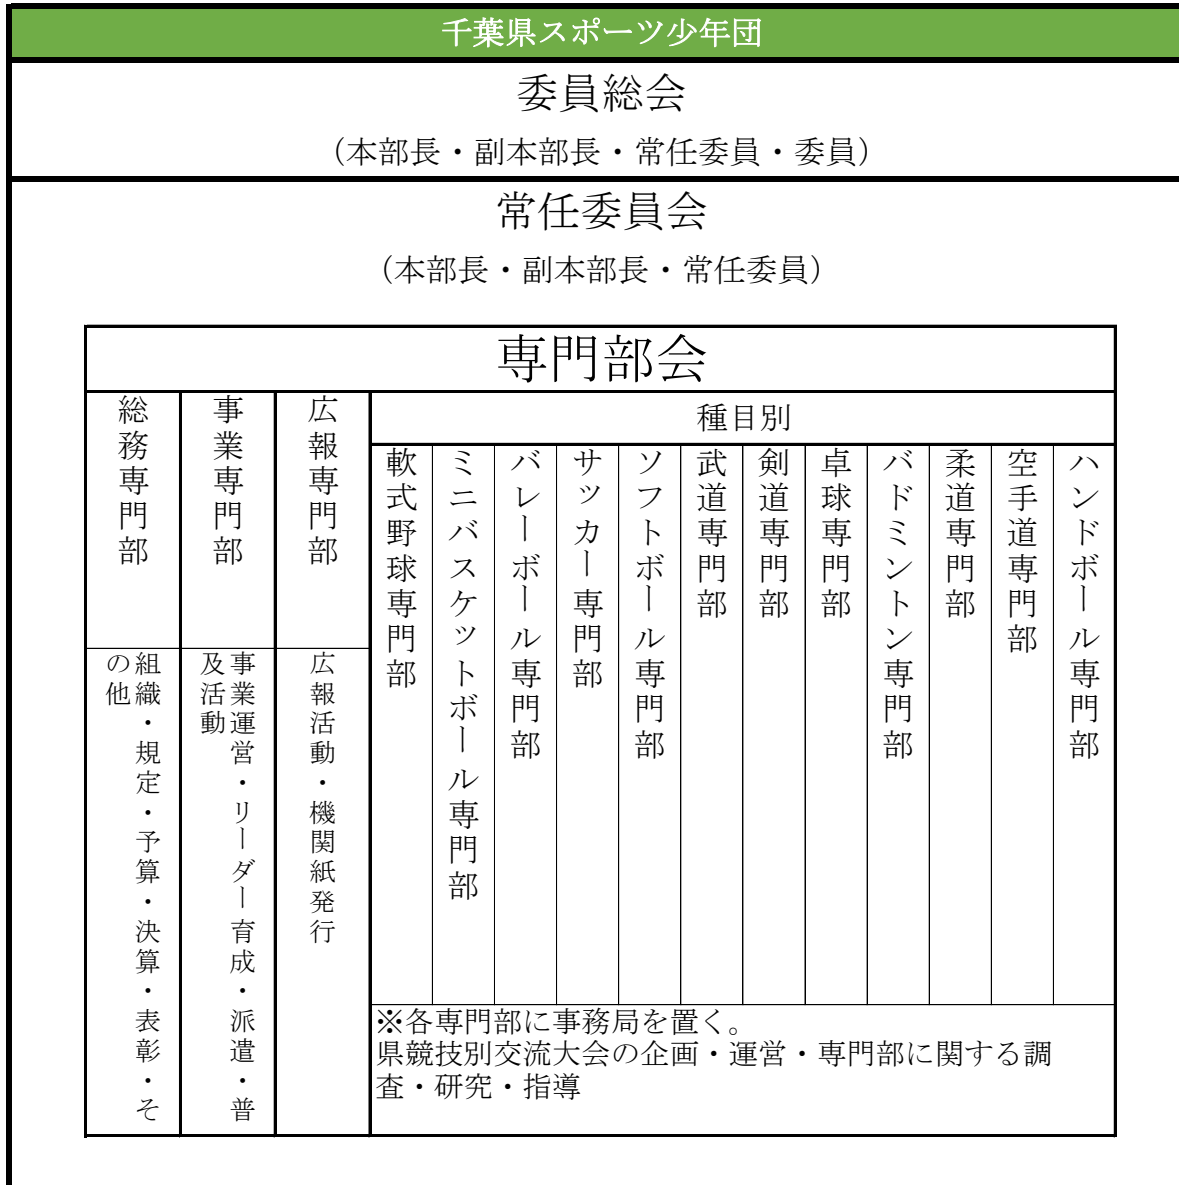 千葉県スポーツ少年団
委員総会
（本部長・副本部長・常任委員・委員）
常任委員会
（本部長・副本部長・常任委員）
専門部会
総務専門部
事業専門部
広報専門部
種目別
軟式野球専門部
ミニバスケットボール専門部
バレーボール専門部
サッカー専門部
ソフトボール専門部
武道専門部
剣道専門部
卓球専門部
バドミントン専門部
柔道専門部
空手道専門部
ハンドボール専門部
組織・規定・予算・決算・表彰・そ
の他
事業運営・リーダー育成・派遣・普
及活動
広報活動・機関紙発行
※各専門部に事務局を置く。
県競技別交流大会の企画・運営・専門部に関する調
査・研究・指導